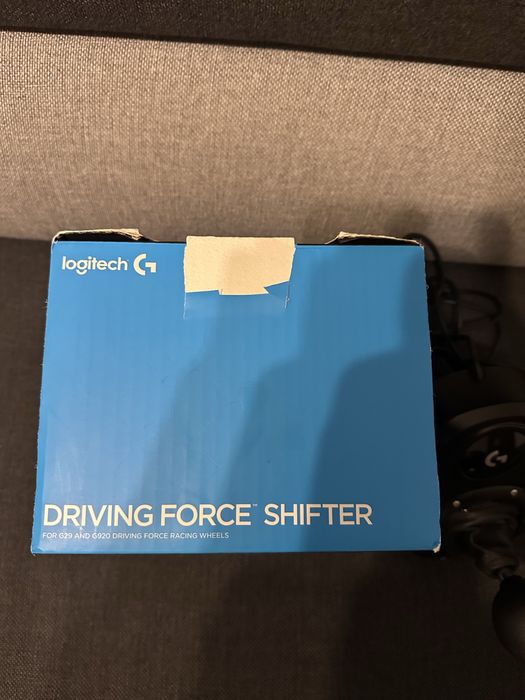 logitech G
DRIVING FORCE™ SHIFTER
FOR G29 AND G920 DRIVING FORCE RACING WHEELS